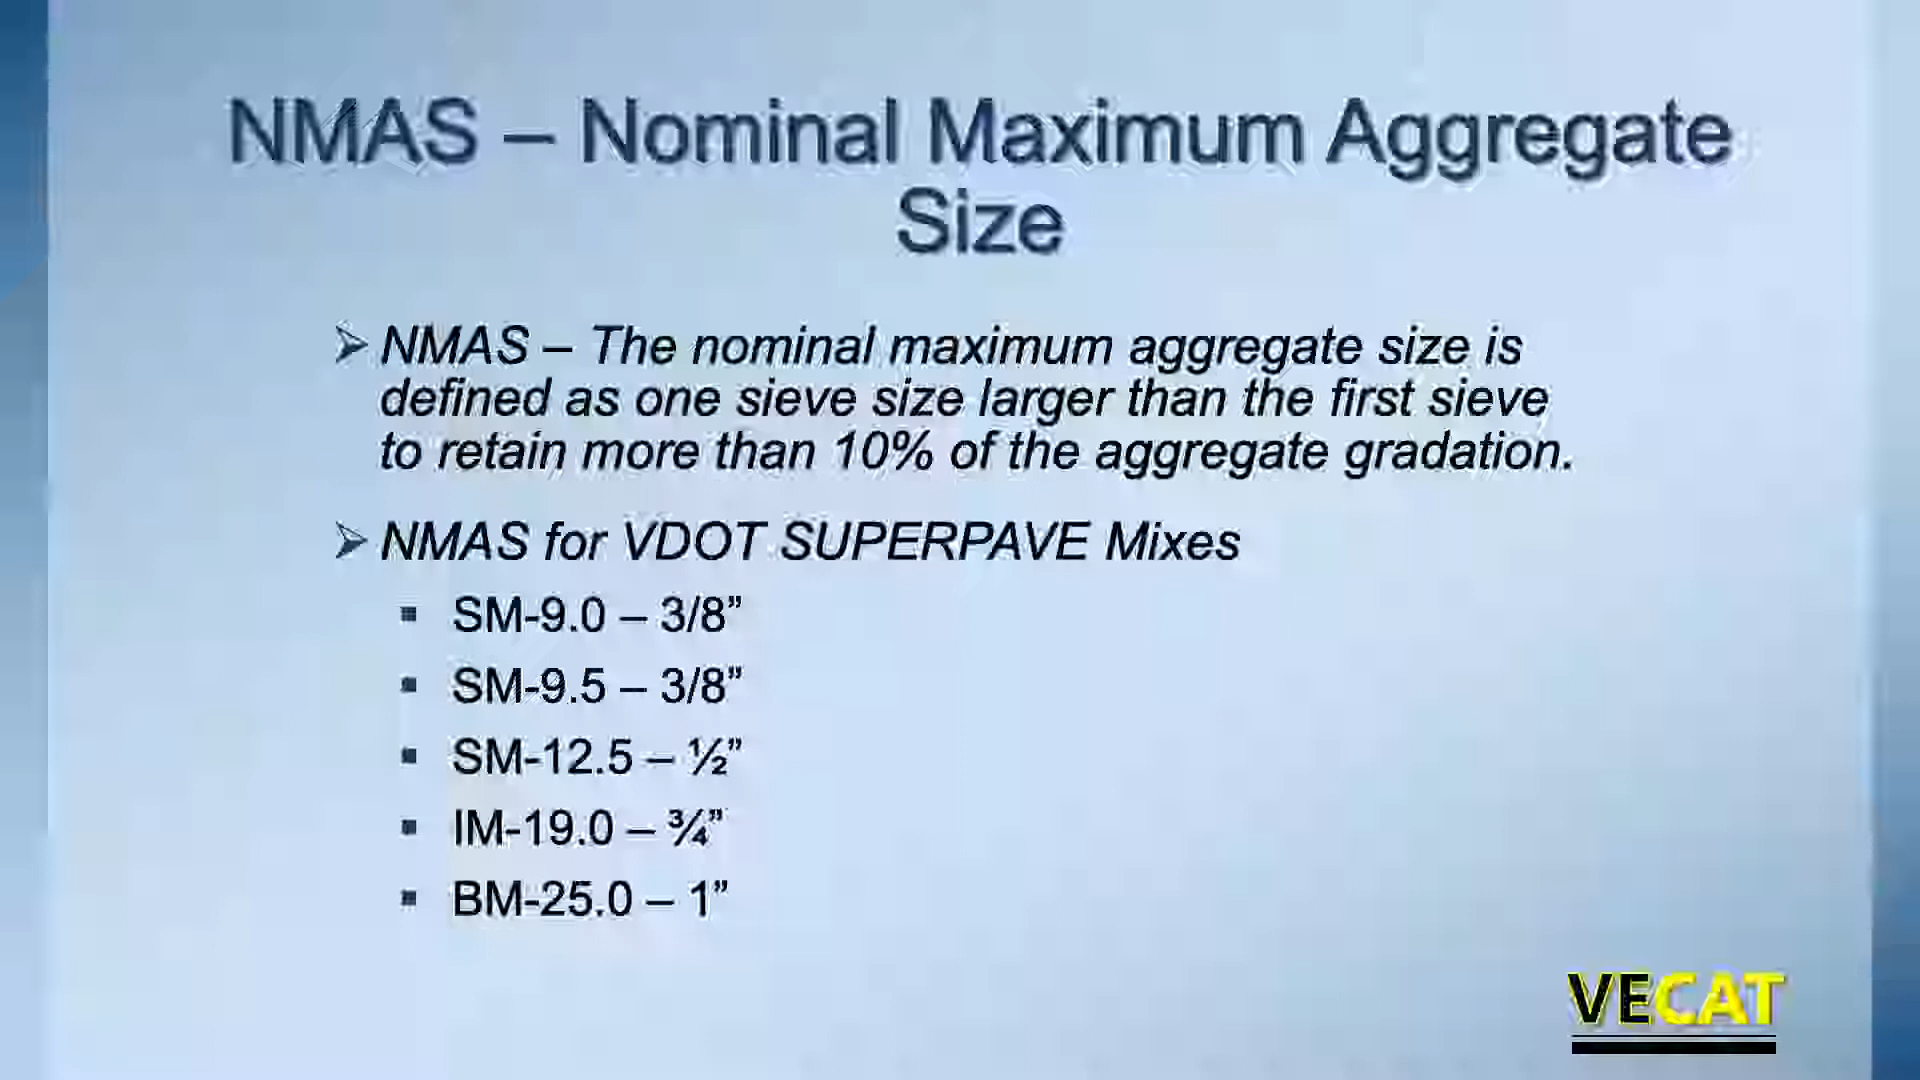 NMAS – Nominal Maximum Aggregate
Size
➢ NMAS – The nominal maximum aggregate size is
defined as one sieve size larger than the first sieve
to retain more than 10% of the aggregate gradation.
➢ NMAS for VDOT SUPERPAVE Mixes
▪ SM-9.0 – 3/8”
▪ SM-9.5 – 3/8”
▪ SM-12.5 – ½”
▪ IM-19.0 – ¾”
▪ BM-25.0 – 1”
VECAT